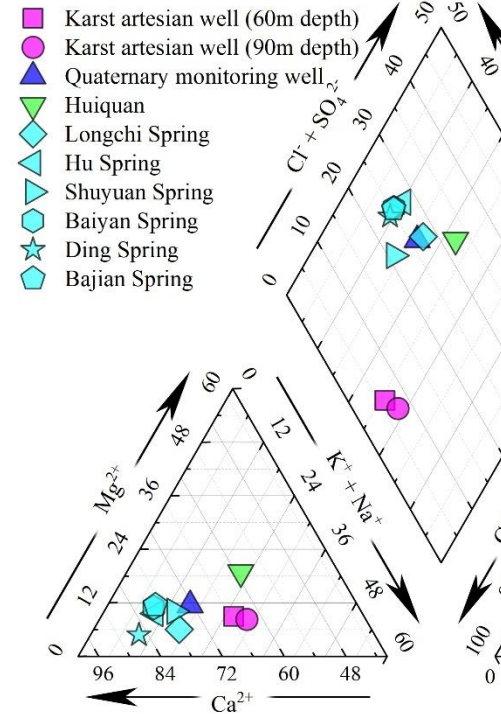 Karst artesian well (60m depth)
Karst artesian well (90m depth)
Quaternary monitoring well
Huiquan
Longchi Spring
Hu Spring
Shuyuan Spring
Baiyan Spring
Ding Spring
Bajian Spring
50 50
40 40
Cl⁻ + SO₄²⁻
30
20
10
0
60 0
48 12
Mg²⁺ K⁺ + Na⁺
36 24
24 36
12 48
0 60
96 84 72 60 48
Ca²⁺
100
0